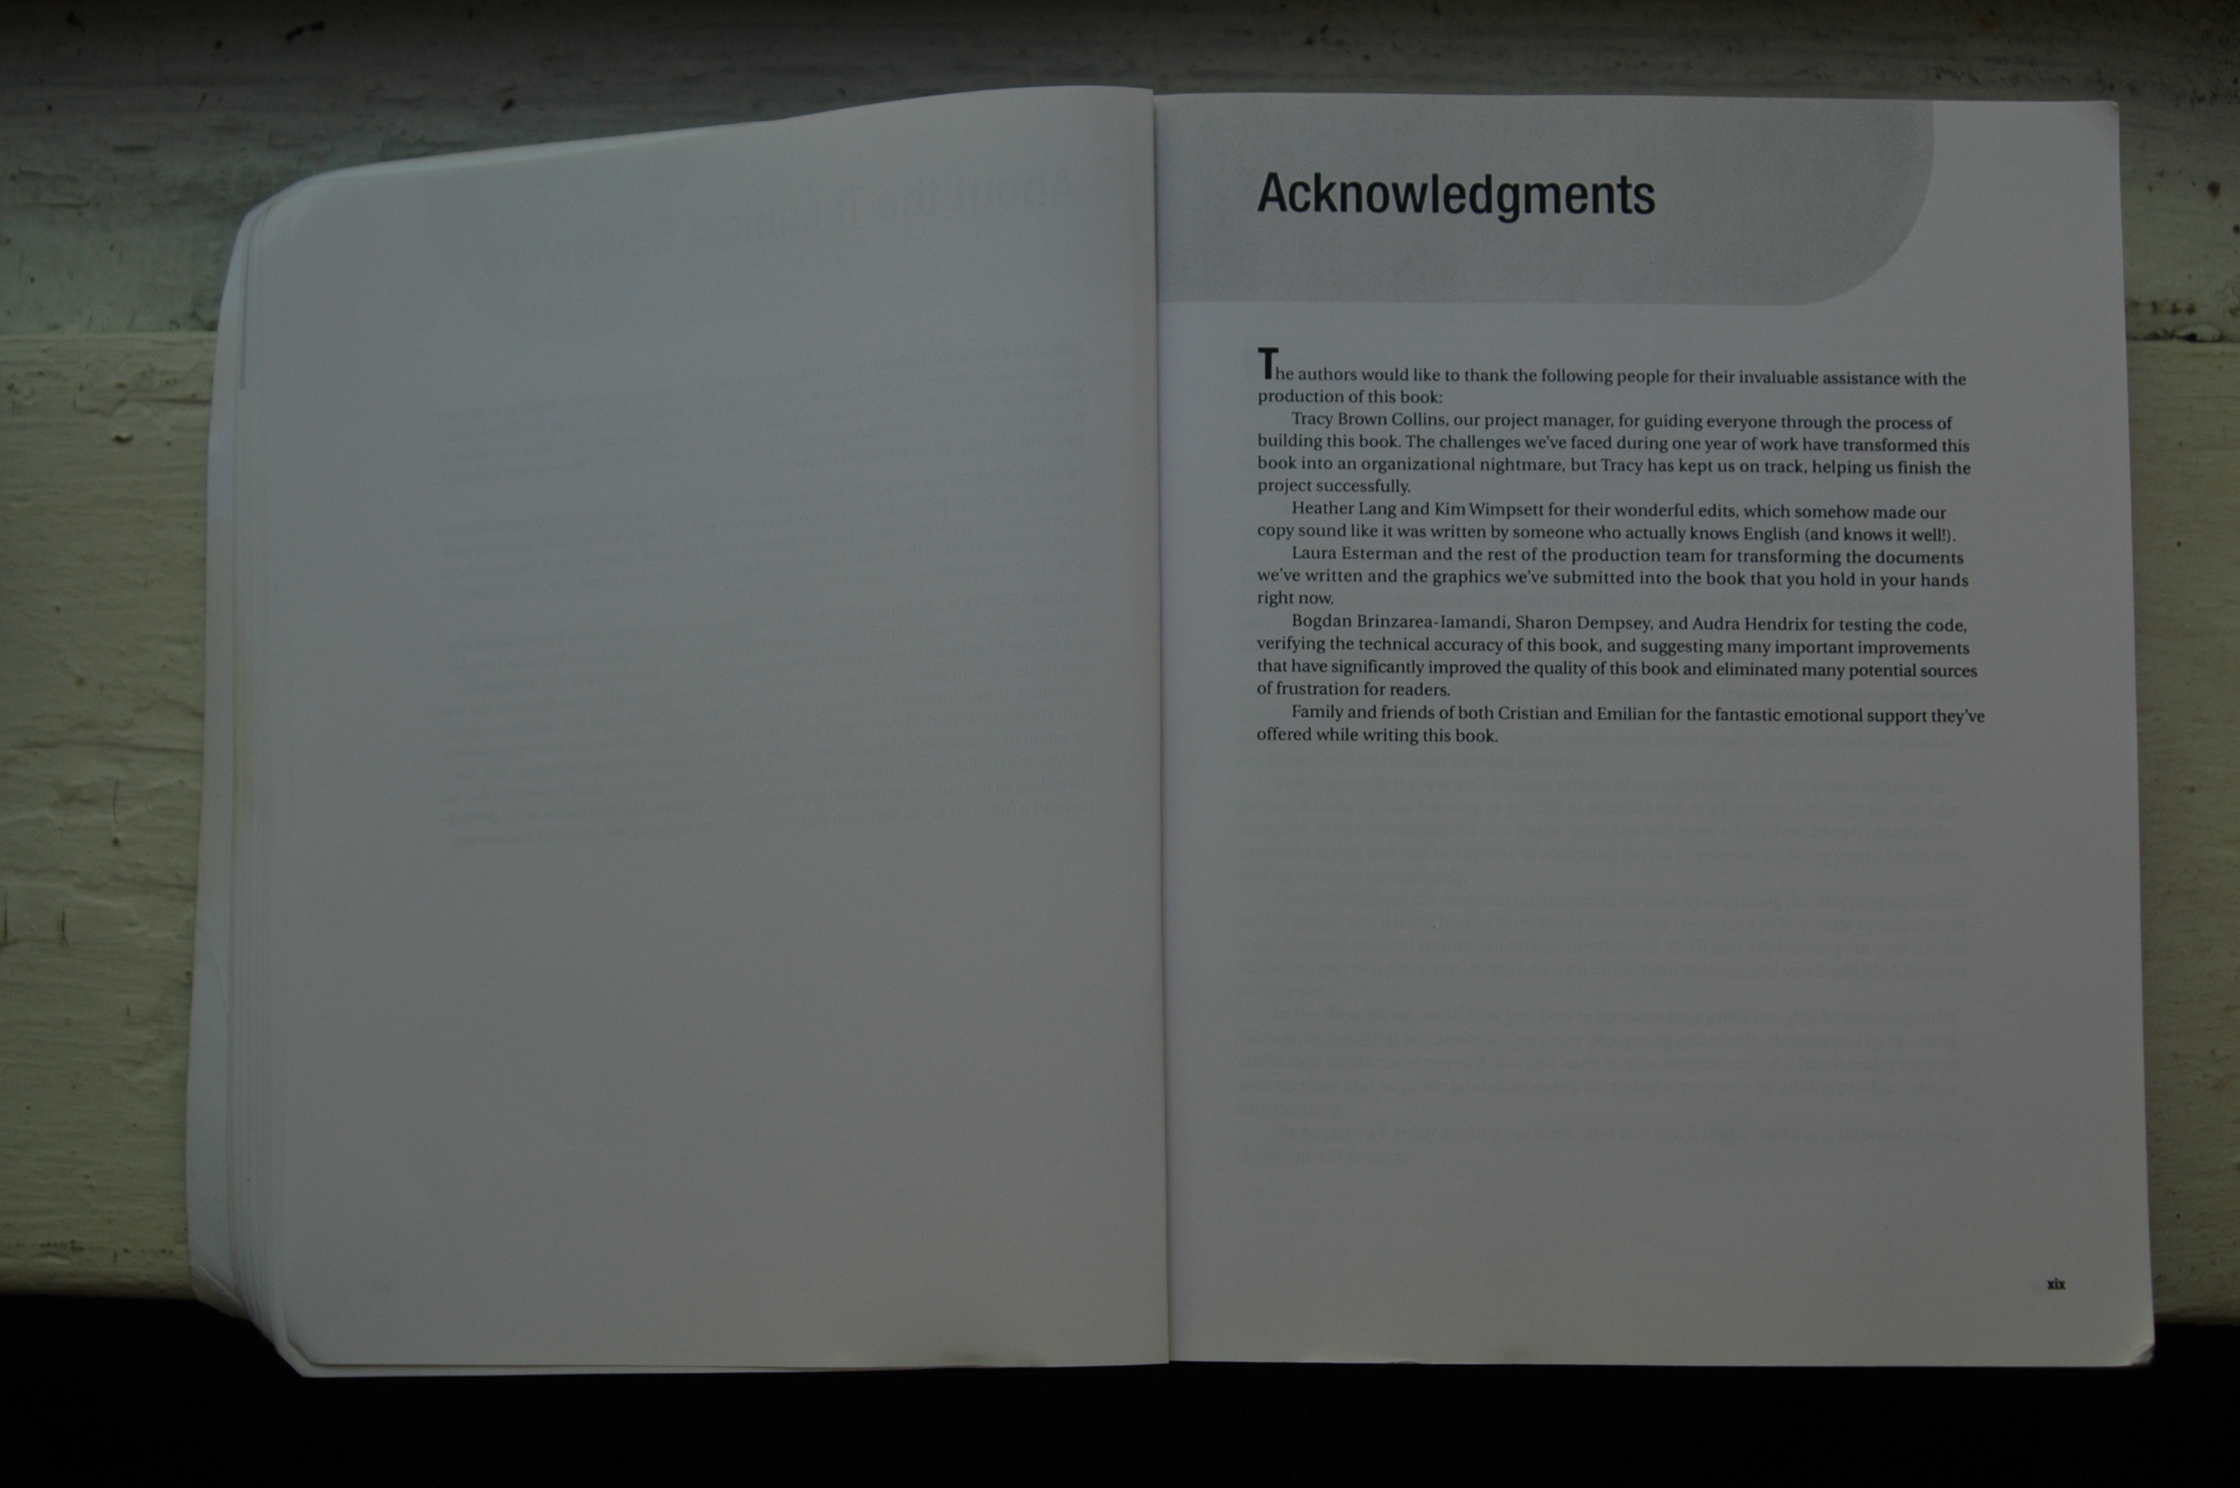 Acknowledgments
The authors would like to thank the following people for their invaluable assistance with the
production of this book:
Tracy Brown Collins, our project manager, for guiding everyone through the process of
building this book. The challenges we've faced during one year of work have transformed this
book into an organizational nightmare, but Tracy has kept us on track, helping us finish the
project successfully.
Heather Lang and Kim Wimpsett for their wonderful edits, which somehow made our
copy sound like it was written by someone who actually knows English (and knows it well!).
Laura Esterman and the rest of the production team for transforming the documents
we've written and the graphics we've submitted into the book that you hold in your hands
right now.
Bogdan Brinzarea-Iamandi, Sharon Dempsey, and Audra Hendrix for testing the code,
verifying the technical accuracy of this book, and suggesting many important improvements
that have significantly improved the quality of this book and eliminated many potential sources
of frustration for readers.
Family and friends of both Cristian and Emilian for the fantastic emotional support they've
offered while writing this book.
xix